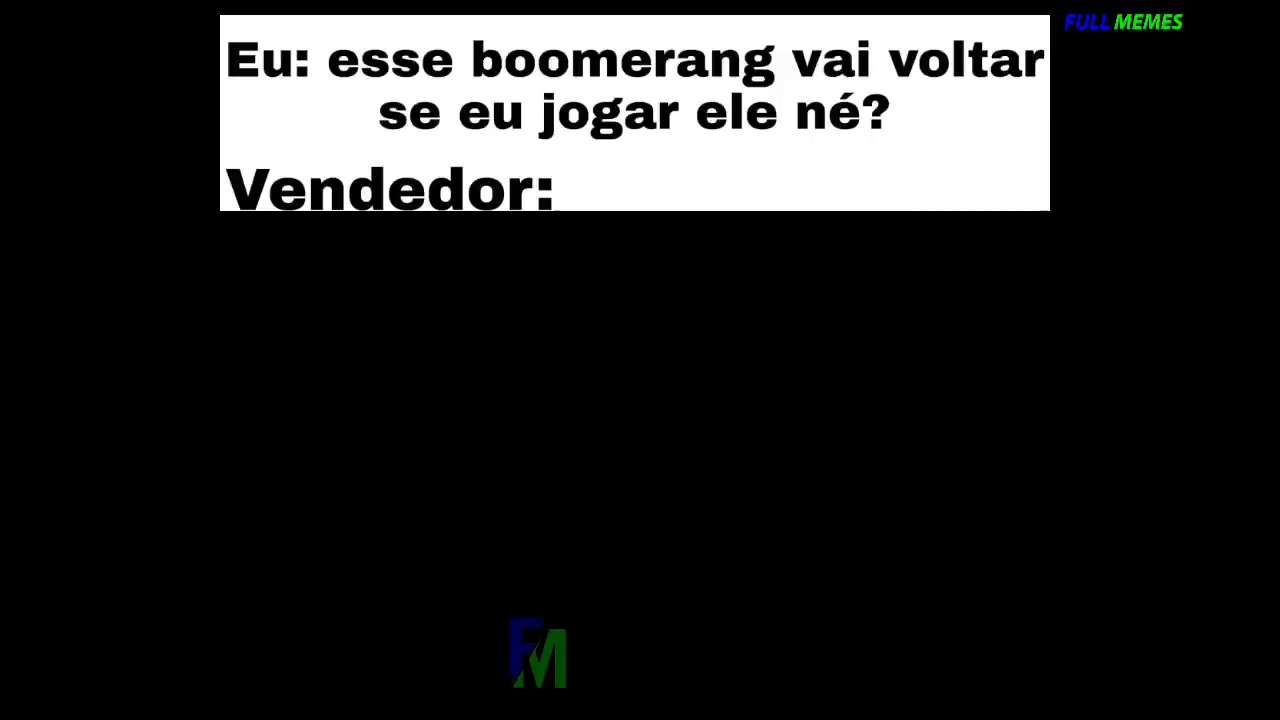 FULL MEMES
Eu: esse boomerang vai voltar
se eu jogar ele né?
Vendedor:
FM